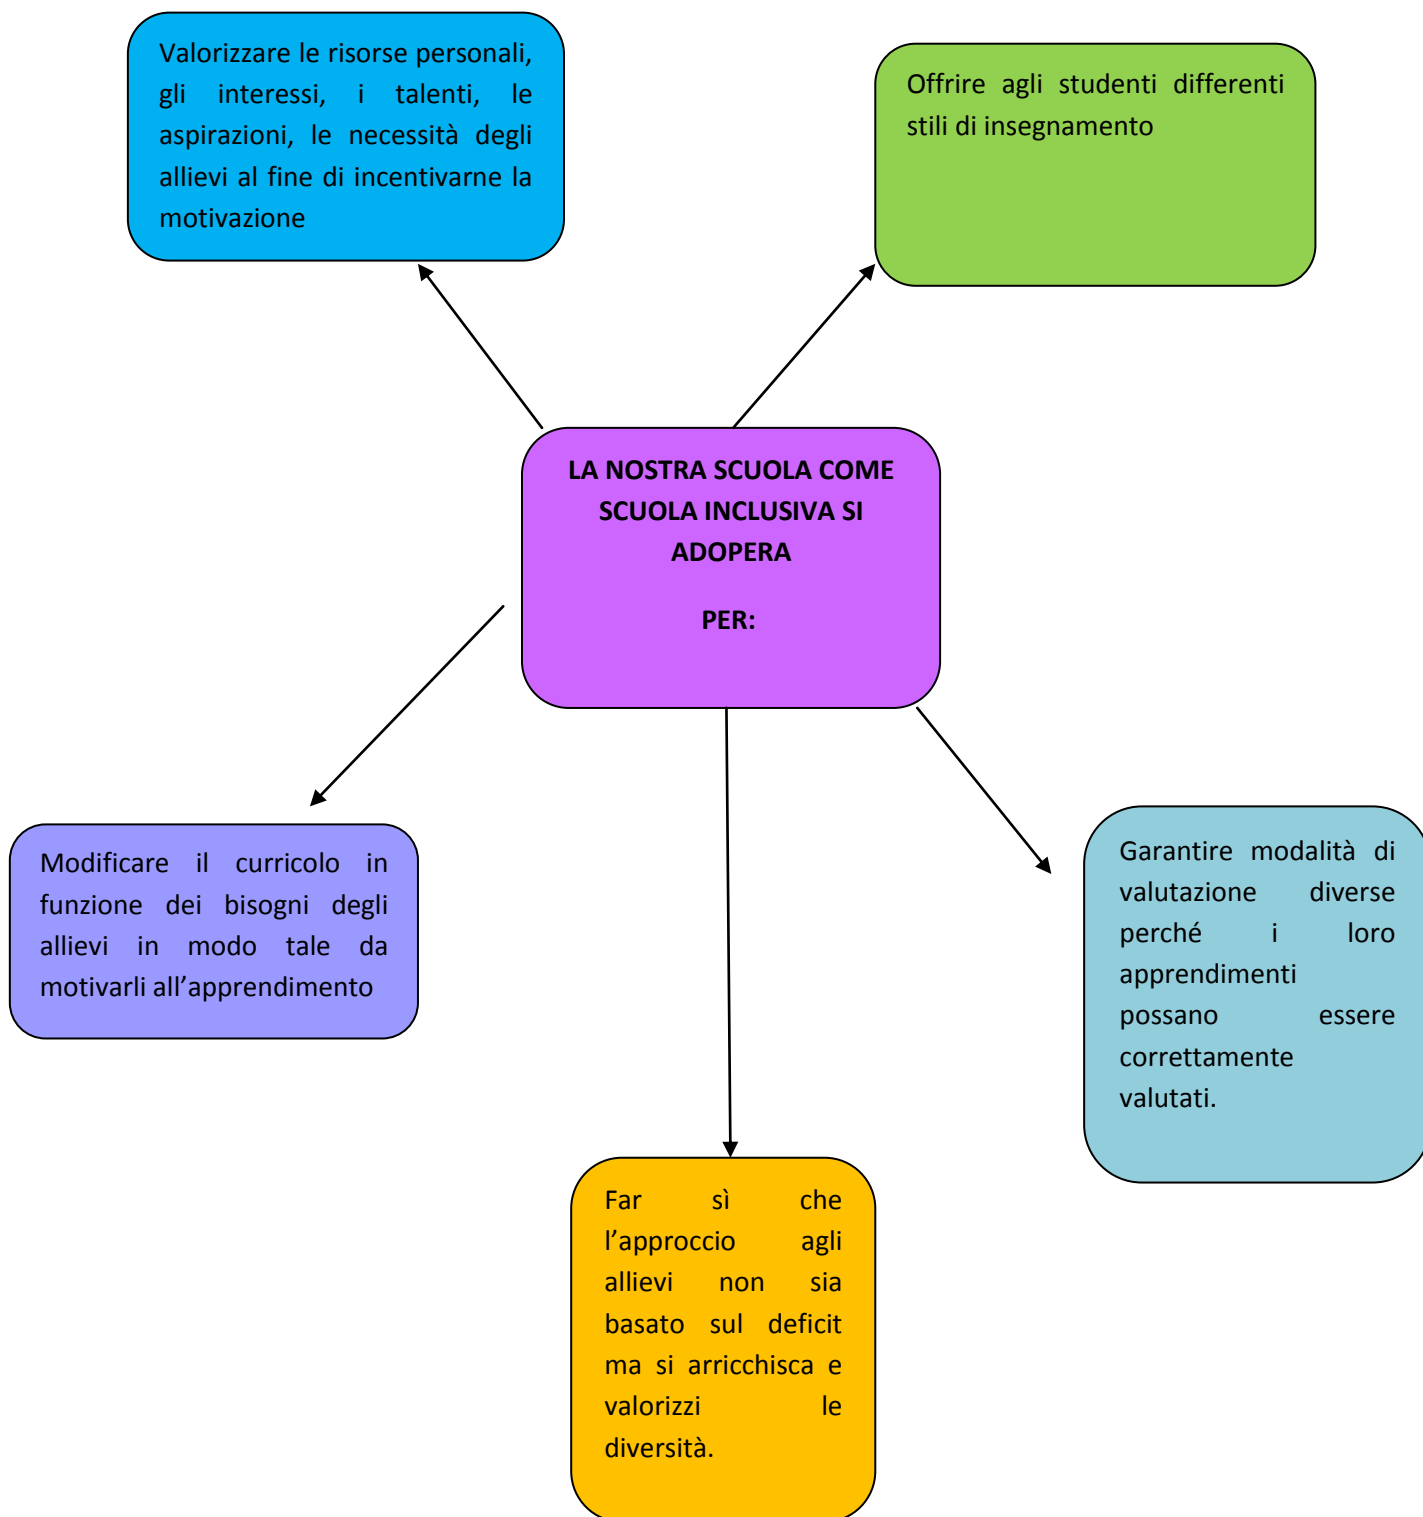 Valorizzare le risorse personali,
gli interessi, i talenti, le
aspirazioni, le necessità degli
allievi al fine di incentivarne la
motivazione
Offrire agli studenti differenti
stili di insegnamento
LA NOSTRA SCUOLA COME
SCUOLA INCLUSIVA SI
ADOPERA
PER:
Modificare il curricolo in
funzione dei bisogni degli
allievi in modo tale da
motivarli all’apprendimento
Garantire modalità di
valutazione diverse
perché i loro
apprendimenti
possano essere
correttamente
valutati.
Far sì che
l’approccio agli
allievi non sia
basato sul deficit
ma si arricchisca e
valorizzi le
diversità.